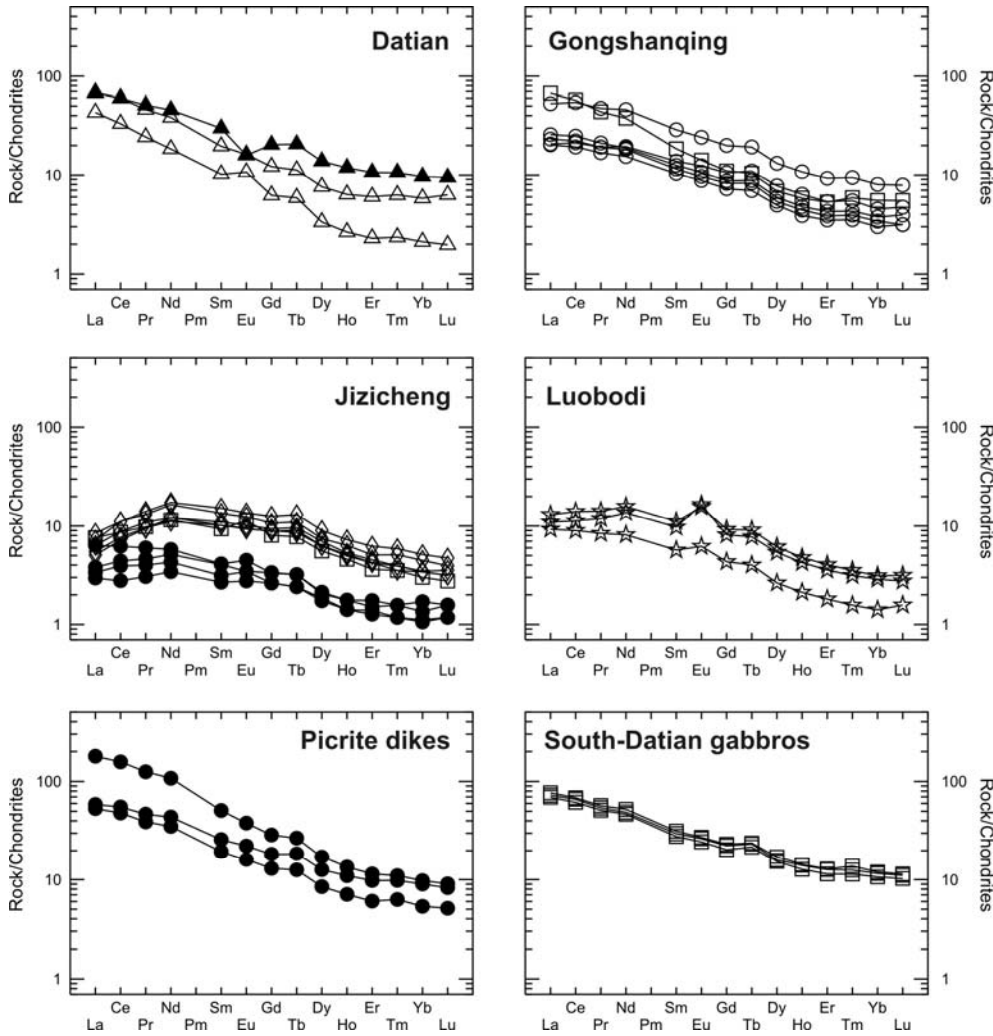 Datian
Gongshanqing
Rock/Chondrites
100
10
1
100
10
1
Rock/Chondrites
Ce Nd Sm Gd Dy Er Yb
La Pr Pm Eu Tb Ho Tm Lu
Ce Nd Sm Gd Dy Er Yb
La Pr Pm Eu Tb Ho Tm Lu
Jizicheng
Luobodi
Rock/Chondrites
100
10
1
100
10
1
Rock/Chondrites
Ce Nd Sm Gd Dy Er Yb
La Pr Pm Eu Tb Ho Tm Lu
Ce Nd Sm Gd Dy Er Yb
La Pr Pm Eu Tb Ho Tm Lu
Picrite dikes
South-Datian gabbros
Rock/Chondrites
100
10
1
100
10
1
Rock/Chondrites
Ce Nd Sm Gd Dy Er Yb
La Pr Pm Eu Tb Ho Tm Lu
Ce Nd Sm Gd Dy Er Yb
La Pr Pm Eu Tb Ho Tm Lu